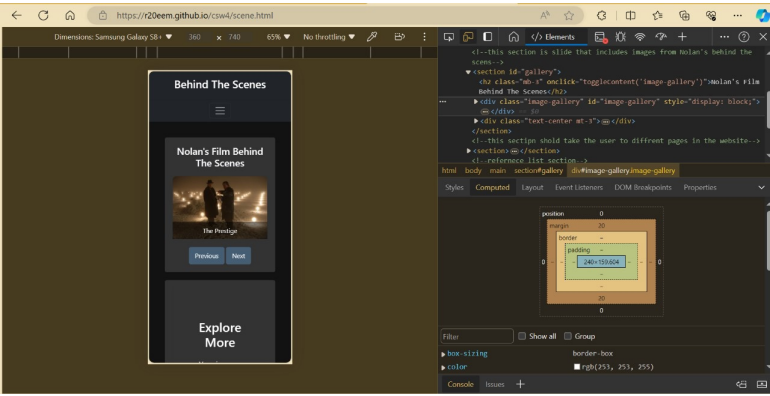 https://r20eem.github.io/csw4/scene.html
Dimensions: Samsung Galaxy S8+ ▼ 360 x 740 65% ▼ No throttling ▼
Elements
Behind The Scenes
Nolan's Film Behind
The Scenes
The Prestige
Previous Next
Explore
More
<!--this section is slide that includes images from Nolan's behind the
scens-->
▼<section id="gallery">
<h2 class="mb-3" onclick="toggleContent('image-gallery')">Nolan's Film
Behind The Scenes</h2>
▶<div class="image-gallery" id="image-gallery" style="display: block;">
</div> == $0
▶<div class="text-center mt-3"></div>
</section>
<!--this sectipn shold take the user to diffrent pages in the website-->
▶<section></section>
<!--refernece list section-->
html body main section#gallery div#image-gallery.image-gallery
Styles Computed Layout Event Listeners DOM Breakpoints Properties
position 0
margin 20
border -
padding -
0 - - - 240×159.604 - - - 0
-
-
20
0
Filter Show all Group
▶box-sizing border-box
▶color rgb(253, 253, 255)
Console Issues